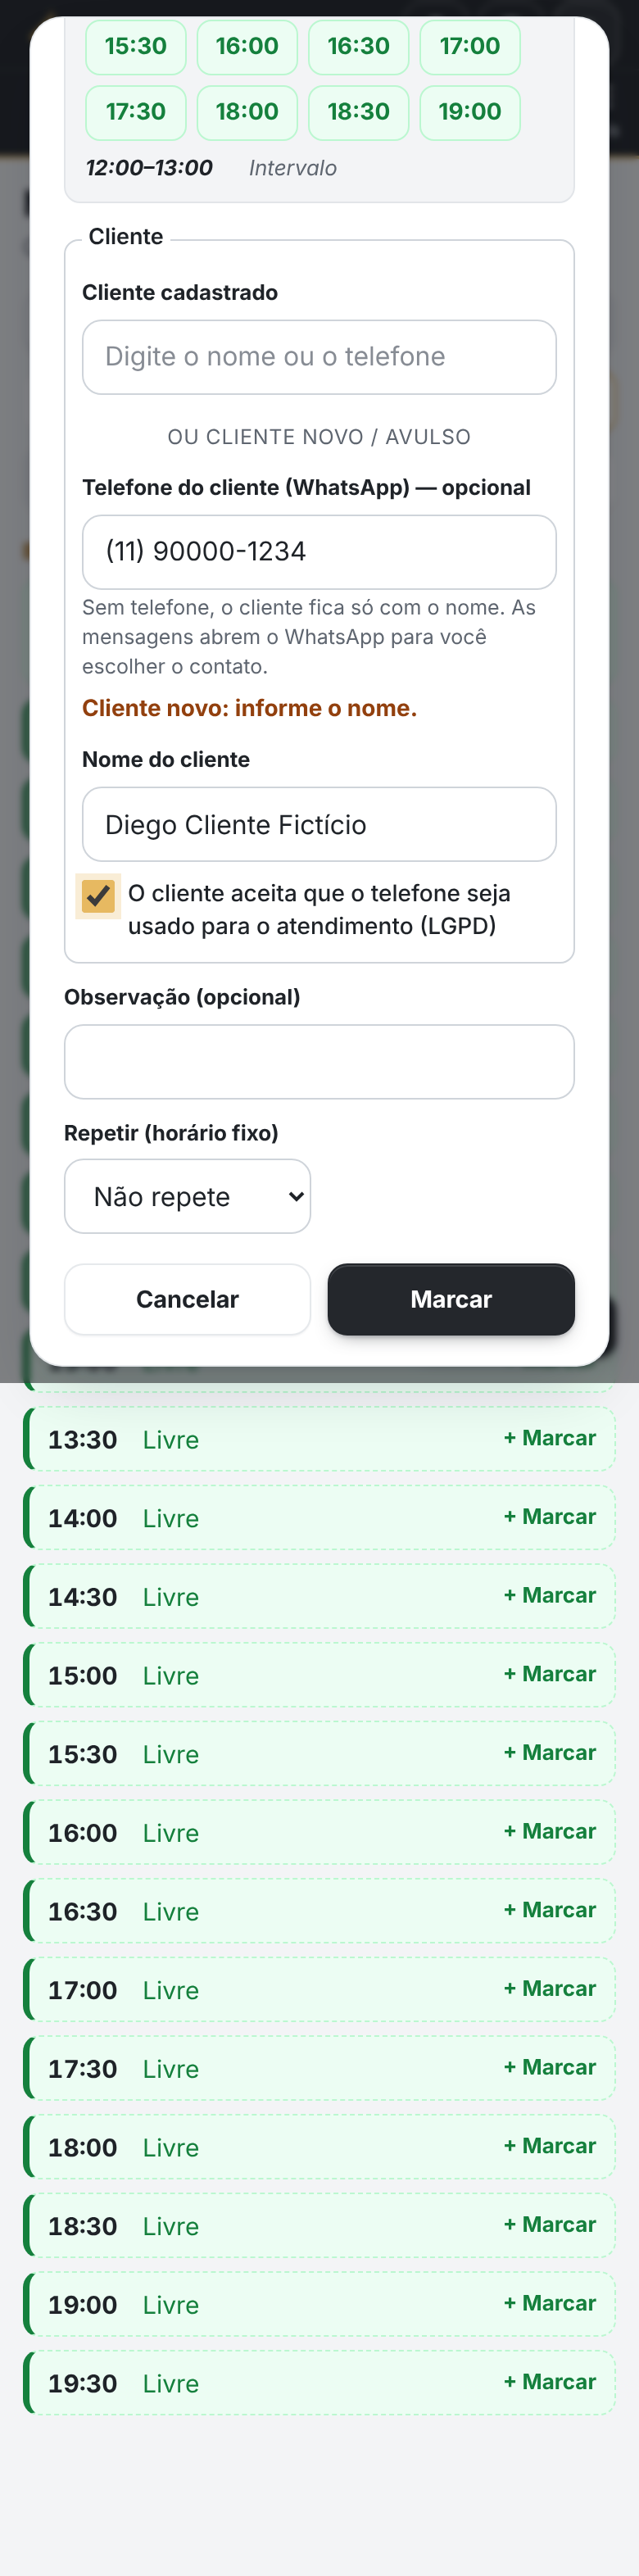 15:30 16:00 16:30 17:00
17:30 18:00 18:30 19:00
12:00–13:00 Intervalo
Cliente
Cliente cadastrado
Digite o nome ou o telefone
OU CLIENTE NOVO / AVULSO
Telefone do cliente (WhatsApp) — opcional
(11) 90000-1234
Sem telefone, o cliente fica só com o nome. As
mensagens abrem o WhatsApp para você
escolher o contato.
Cliente novo: informe o nome.
Nome do cliente
Diego Cliente Fictício
O cliente aceita que o telefone seja
usado para o atendimento (LGPD)
Observação (opcional)
Repetir (horário fixo)
Não repete
Cancelar Marcar
13:30 Livre + Marcar
14:00 Livre + Marcar
14:30 Livre + Marcar
15:00 Livre + Marcar
15:30 Livre + Marcar
16:00 Livre + Marcar
16:30 Livre + Marcar
17:00 Livre + Marcar
17:30 Livre + Marcar
18:00 Livre + Marcar
18:30 Livre + Marcar
19:00 Livre + Marcar
19:30 Livre + Marcar